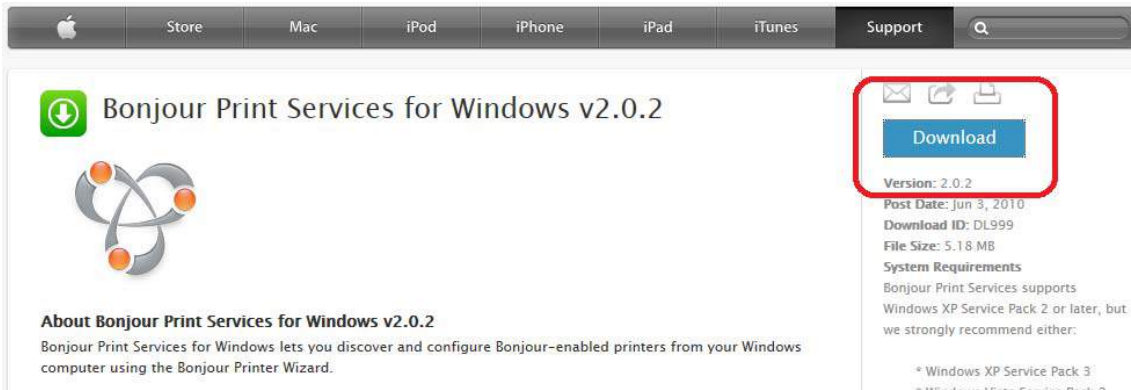 Store Mac iPod iPhone iPad iTunes Support
Bonjour Print Services for Windows v2.0.2
Download
Version: 2.0.2
Post Date: Jun 3, 2010
Download ID: DL999
File Size: 5.18 MB
System Requirements
Bonjour Print Services supports
Windows XP Service Pack 2 or later, but
we strongly recommend either:
* Windows XP Service Pack 3
About Bonjour Print Services for Windows v2.0.2
Bonjour Print Services for Windows lets you discover and configure Bonjour-enabled printers from your Windows
computer using the Bonjour Printer Wizard.